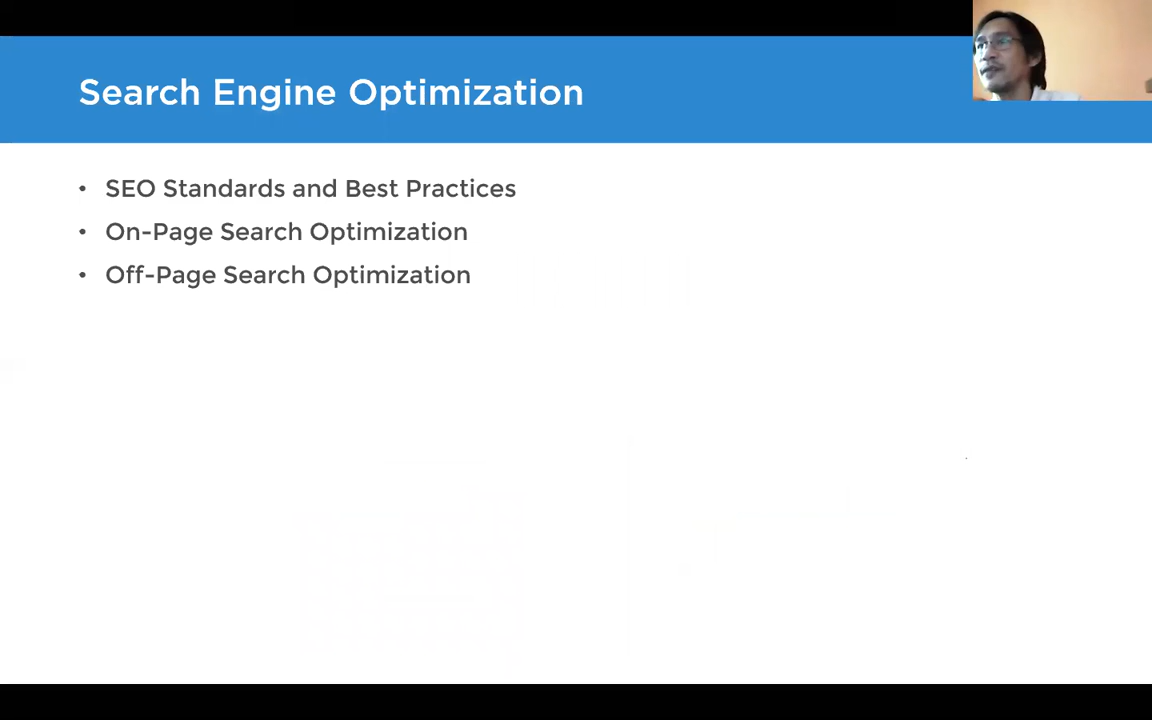 Search Engine Optimization
• SEO Standards and Best Practices
• On-Page Search Optimization
• Off-Page Search Optimization